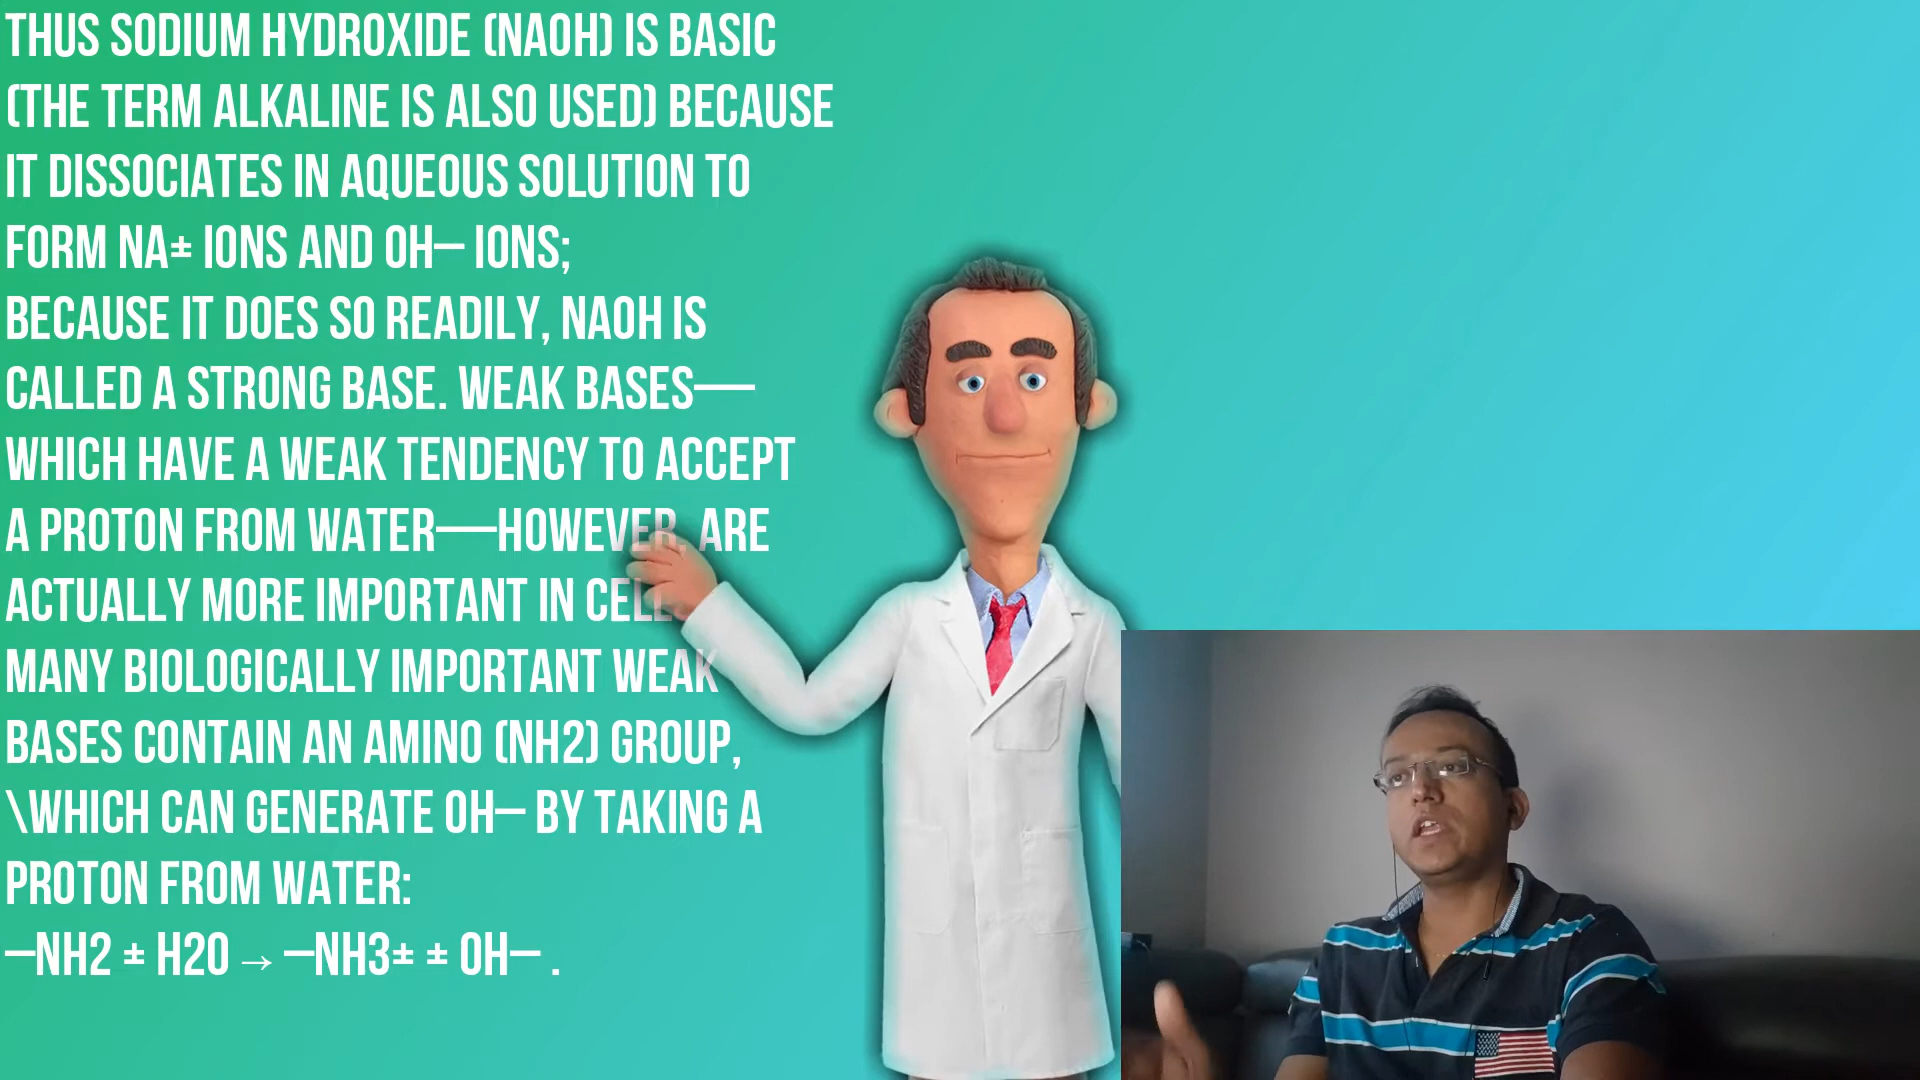 THUS SODIUM HYDROXIDE (NAOH) IS BASIC
(THE TERM ALKALINE IS ALSO USED) BECAUSE
IT DISSOCIATES IN AQUEOUS SOLUTION TO
FORM NA± IONS AND OH– IONS;
BECAUSE IT DOES SO READILY, NAOH IS
CALLED A STRONG BASE. WEAK BASES—
WHICH HAVE A WEAK TENDENCY TO ACCEPT
A PROTON FROM WATER—HOWEVER, ARE
ACTUALLY MORE IMPORTANT IN CELLS.
MANY BIOLOGICALLY IMPORTANT WEAK
BASES CONTAIN AN AMINO (NH2) GROUP,
\WHICH CAN GENERATE OH– BY TAKING A
PROTON FROM WATER:
–NH2 ± H2O → –NH3± ± OH– .